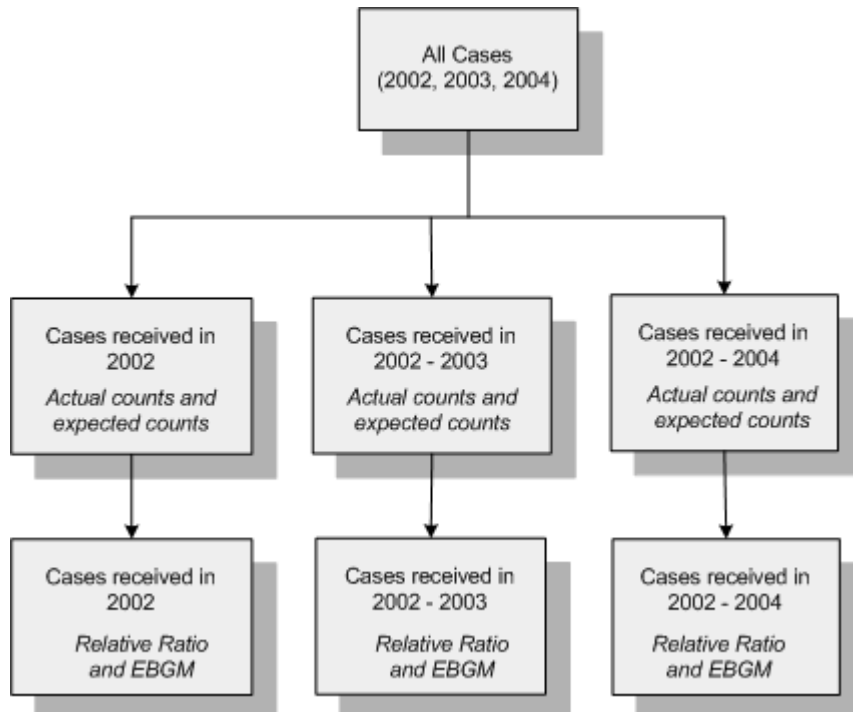 All Cases
(2002, 2003, 2004)
Cases received in
2002
Actual counts and
expected counts
Cases received in
2002 - 2003
Actual counts and
expected counts
Cases received in
2002 - 2004
Actual counts and
expected counts
Cases received in
2002
Relative Ratio
and EBGM
Cases received in
2002 - 2003
Relative Ratio
and EBGM
Cases received in
2002 - 2004
Relative Ratio
and EBGM